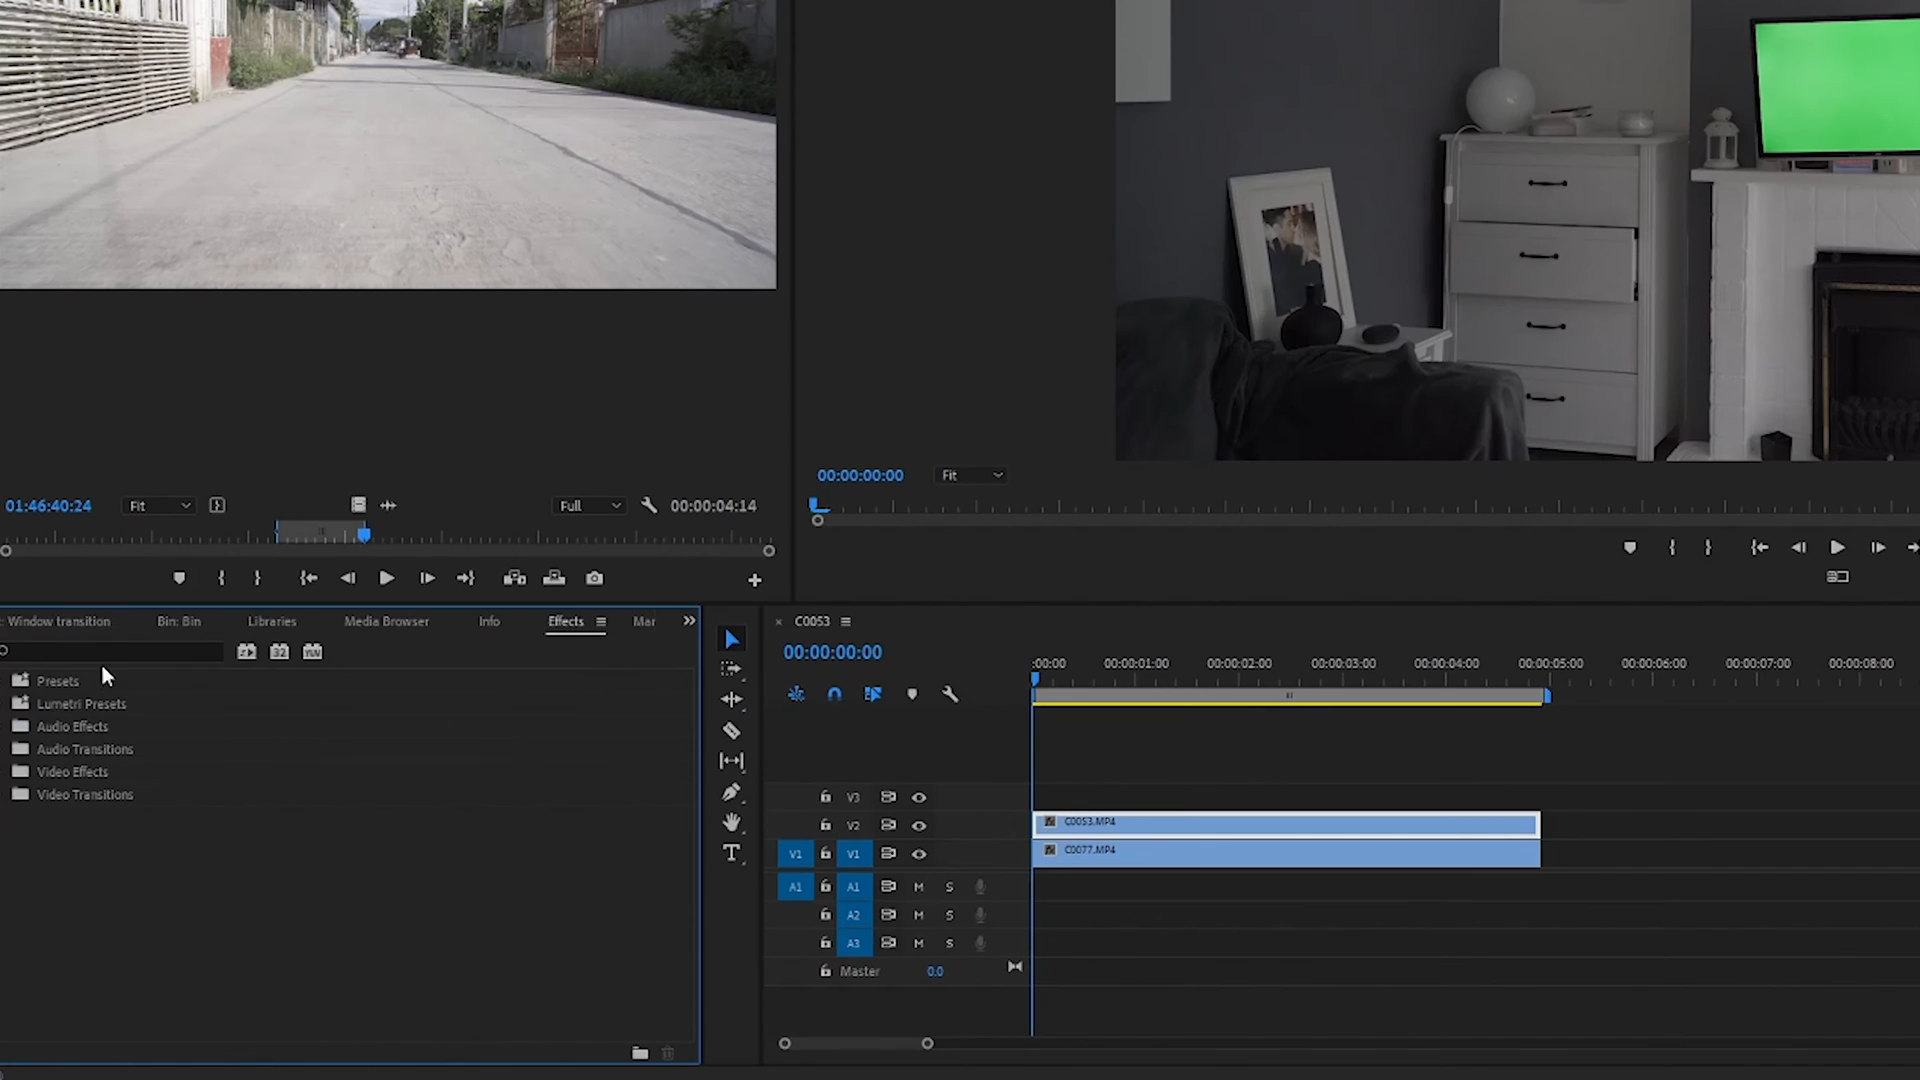 01:46:40:24 Fit Full 00:00:04:14
00:00:00:00 Fit
: Window transition Bin: Bin Libraries Media Browser Info Effects Mar
32 YUV
Presets
Lumetri Presets
Audio Effects
Audio Transitions
Video Effects
Video Transitions
T
× C0053
00:00:00:00
:00:00 00:00:01:00 00:00:02:00 00:00:03:00 00:00:04:00 00:00:05:00 00:00:06:00 00:00:07:00 00:00:08:00
V3
V2 C0053.MP4
V1 V1 C0077.MP4
A1 A1 M S
A2 M S
A3 M S
Master 0.0